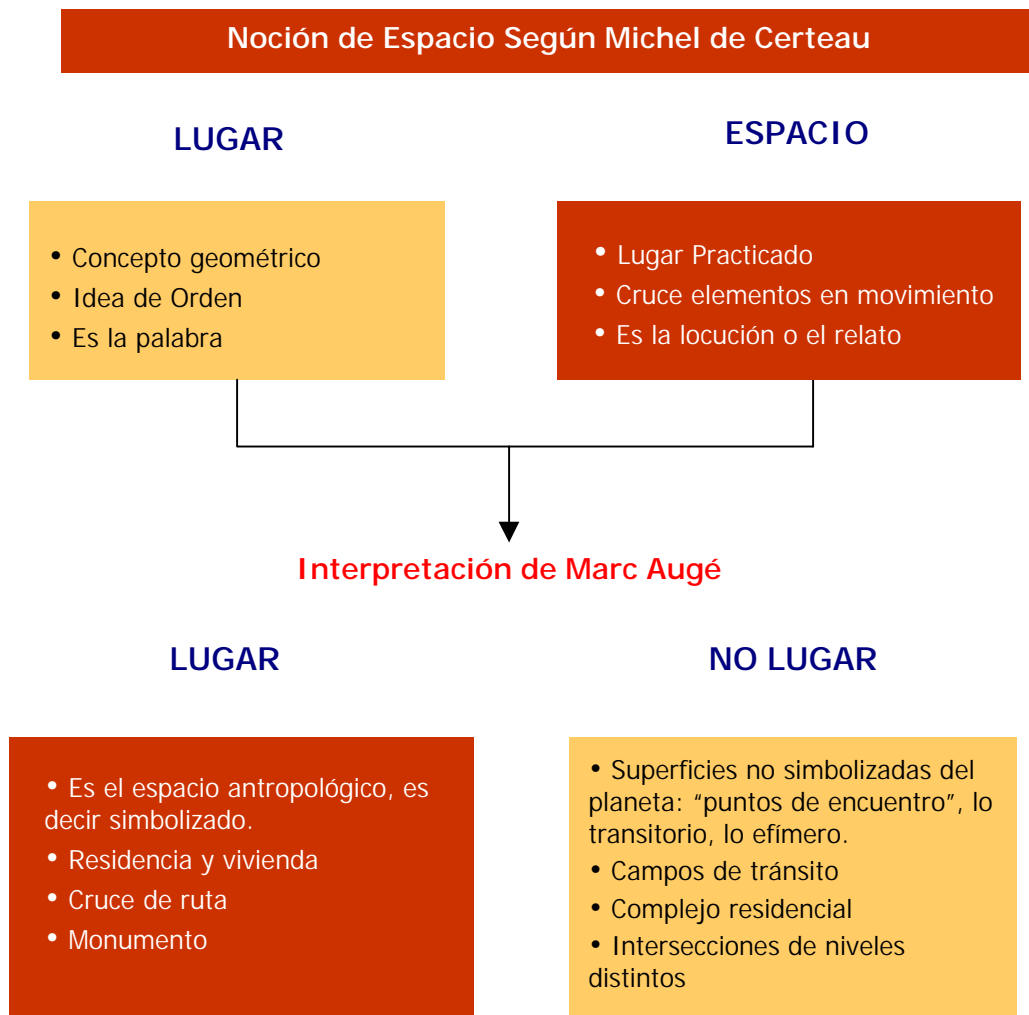 Noción de Espacio Según Michel de Certeau
LUGAR
ESPACIO
• Concepto geométrico
• Idea de Orden
• Es la palabra
• Lugar Practicado
• Cruce elementos en movimiento
• Es la locución o el relato
Interpretación de Marc Augé
LUGAR
NO LUGAR
• Es el espacio antropológico, es
decir simbolizado.
• Residencia y vivienda
• Cruce de ruta
• Monumento
• Superficies no simbolizadas del
planeta: “puntos de encuentro”, lo
transitorio, lo efímero.
• Campos de tránsito
• Complejo residencial
• Intersecciones de niveles
distintos